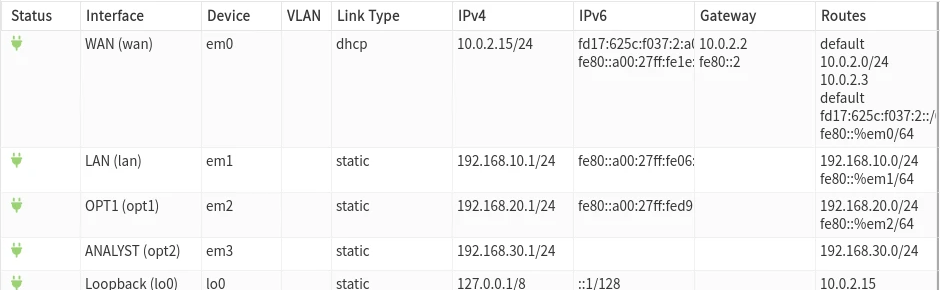 Status Interface Device VLAN Link Type IPv4 IPv6 Gateway Routes
WAN (wan) em0 dhcp 10.0.2.15/24 fd17:625c:f037:2:a0 10.0.2.2 default
fe80::a00:27ff:fe1e: fe80::2 10.0.2.0/24
10.0.2.3
default
fd17:625c:f037:2::/
fe80::%em0/64
LAN (lan) em1 static 192.168.10.1/24 fe80::a00:27ff:fe06: 192.168.10.0/24
fe80::%em1/64
OPT1 (opt1) em2 static 192.168.20.1/24 fe80::a00:27ff:fed9 192.168.20.0/24
fe80::%em2/64
ANALYST (opt2) em3 static 192.168.30.1/24 192.168.30.0/24
Loopback (lo0) lo0 static 127.0.0.1/8 ::1/128 10.0.2.15